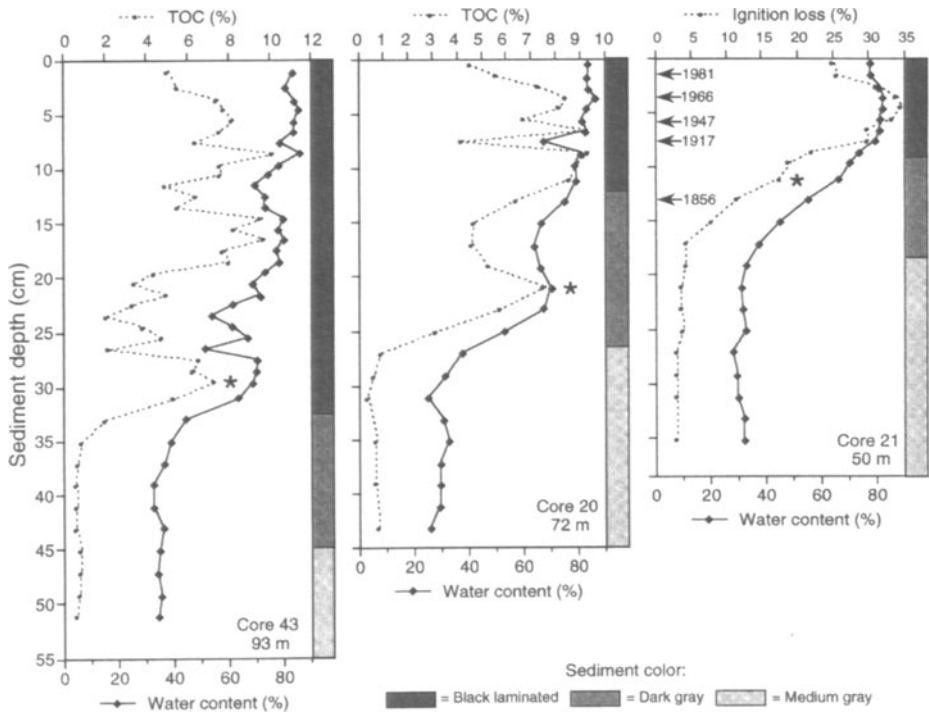 TOC (%)
0 2 4 6 8 10 12
TOC (%)
0 1 2 3 4 5 6 7 8 9 10
Ignition loss (%)
0 5 10 15 20 25 30 35
Sediment depth (cm)
0
5
10
15
20
25
30
35
40
45
50
55
1981
1966
1947
1917
1856
Core 43
93 m
Core 20
72 m
Core 21
50 m
0 20 40 60 80 100
Water content (%)
0 20 40 60 80 100
Water content (%)
0 20 40 60 80 100
Water content (%)
Sediment color:
= Black laminated = Dark gray = Medium gray